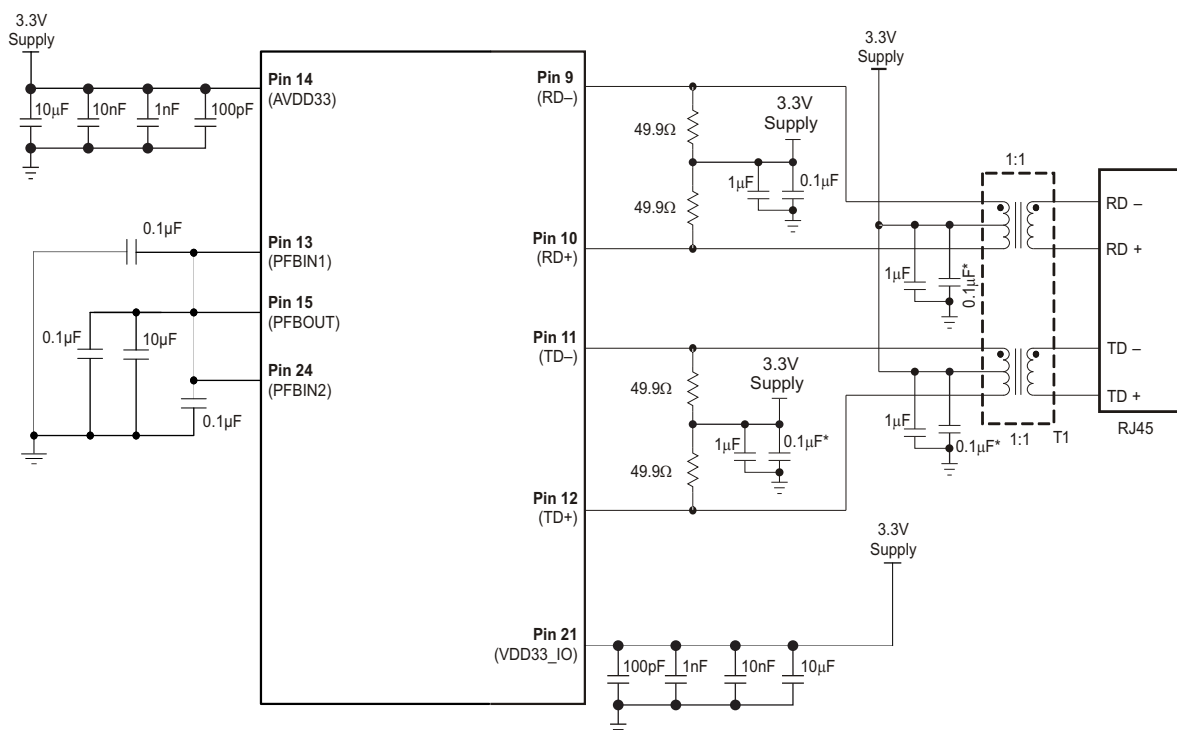 3.3V
Supply
10μF
10nF
1nF
100pF
Pin 14
(AVDD33)
0.1μF
Pin 13
(PFBIN1)
Pin 15
(PFBOUT)
0.1μF
10μF
Pin 24
(PFBIN2)
0.1μF
Pin 9
(RD–)
49.9Ω
3.3V
Supply
1μF
0.1μF
49.9Ω
Pin 10
(RD+)
3.3V
Supply
1μF
0.1μF*
1:1
RD –
RD +
Pin 11
(TD–)
49.9Ω
3.3V
Supply
1μF
0.1μF*
49.9Ω
Pin 12
(TD+)
1μF
0.1μF*
1:1
T1
TD –
TD +
RJ45
3.3V
Supply
Pin 21
(VDD33_IO)
100pF
1nF
10nF
10μF